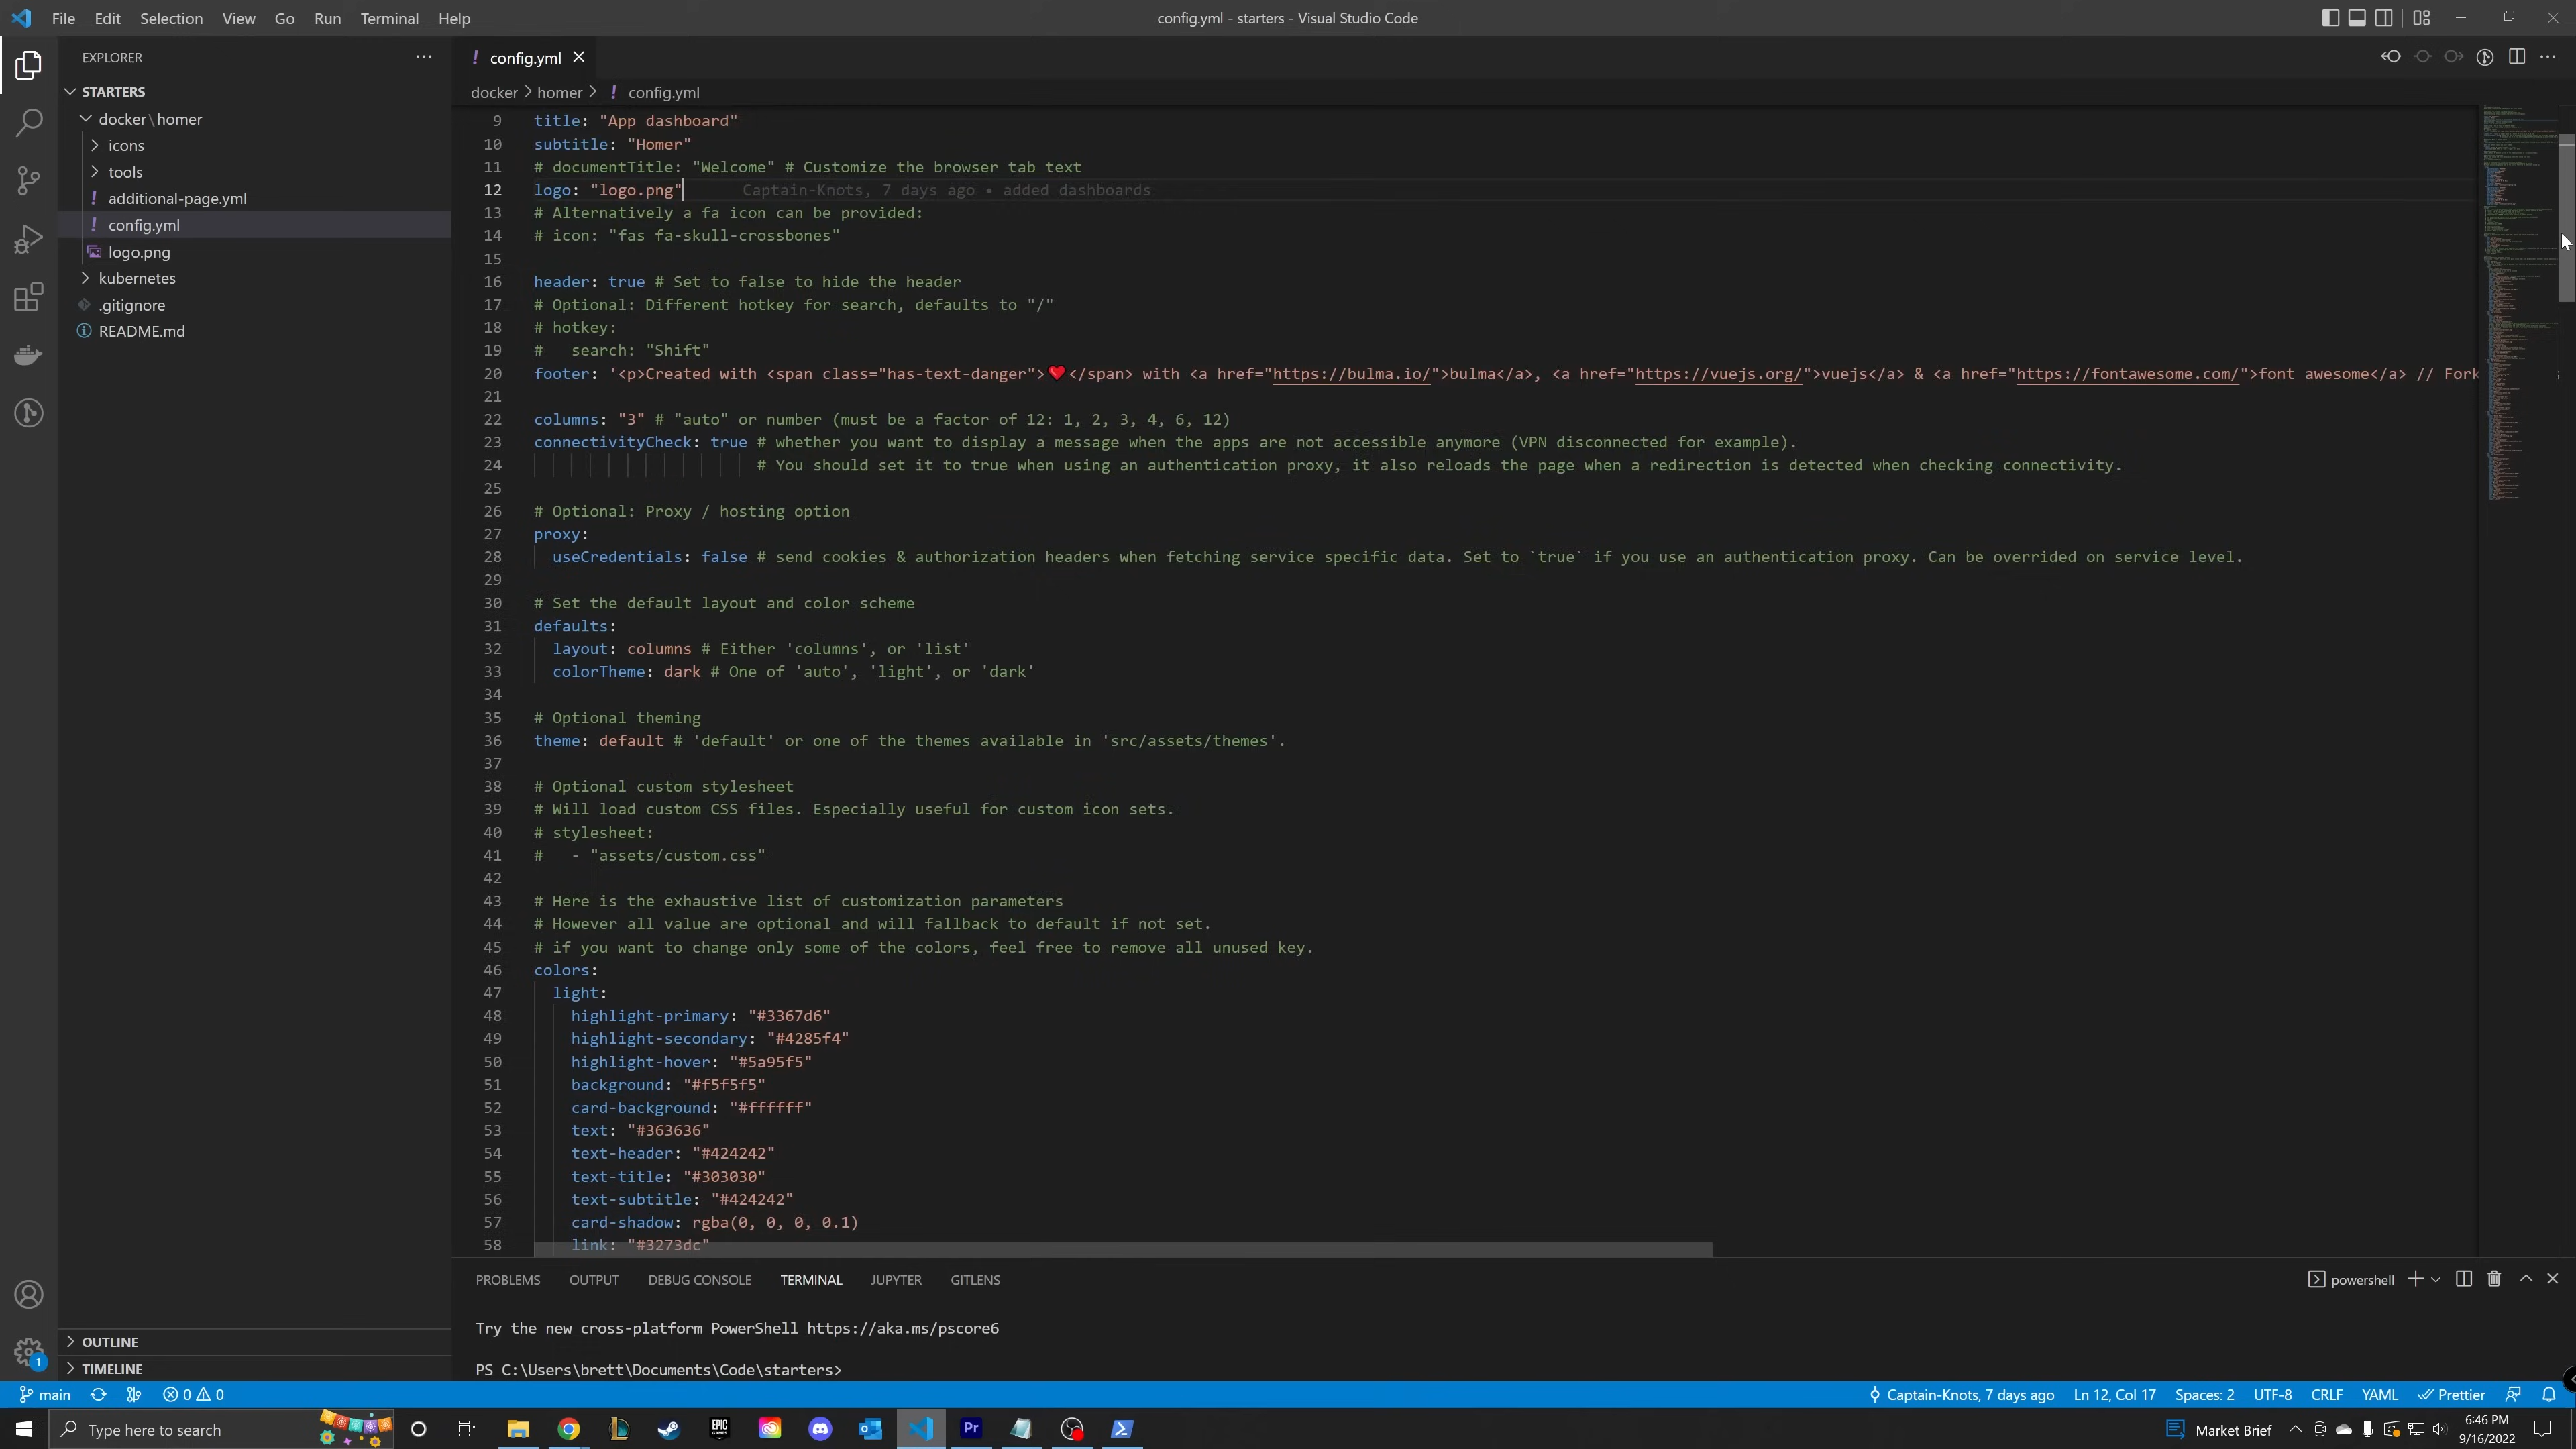 File Edit Selection View Go Run Terminal Help
config.yml - starters - Visual Studio Code
EXPLORER
STARTERS
docker\homer
icons
tools
additional-page.yml
config.yml
logo.png
kubernetes
.gitignore
README.md
OUTLINE
TIMELINE
! config.yml
docker > homer > ! config.yml
9 title: "App dashboard"
10 subtitle: "Homer"
11 # documentTitle: "Welcome" # Customize the browser tab text
12 logo: "logo.png" Captain-Knots, 7 days ago • added dashboards
13 # Alternatively a fa icon can be provided:
14 # icon: "fas fa-skull-crossbones"
15
16 header: true # Set to false to hide the header
17 # Optional: Different hotkey for search, defaults to "/"
18 # hotkey:
19 #   search: "Shift"
20 footer: '<p>Created with <span class="has-text-danger">❤️</span> with <a href="https://bulma.io/">bulma</a>, <a href="https://vuejs.org/">vuejs</a> & <a href="https://fontawesome.com/">font awesome</a> // Fork
21
22 columns: "3" # "auto" or number (must be a factor of 12: 1, 2, 3, 4, 6, 12)
23 connectivityCheck: true # whether you want to display a message when the apps are not accessible anymore (VPN disconnected for example).
24 # You should set it to true when using an authentication proxy, it also reloads the page when a redirection is detected when checking connectivity.
25
26 # Optional: Proxy / hosting option
27 proxy:
28   useCredentials: false # send cookies & authorization headers when fetching service specific data. Set to `true` if you use an authentication proxy. Can be overrided on service level.
29
30 # Set the default layout and color scheme
31 defaults:
32   layout: columns # Either 'columns', or 'list'
33   colorTheme: dark # One of 'auto', 'light', or 'dark'
34
35 # Optional theming
36 theme: default # 'default' or one of the themes available in 'src/assets/themes'.
37
38 # Optional custom stylesheet
39 # Will load custom CSS files. Especially useful for custom icon sets.
40 # stylesheet:
41 #   - "assets/custom.css"
42
43 # Here is the exhaustive list of customization parameters
44 # However all value are optional and will fallback to default if not set.
45 # if you want to change only some of the colors, feel free to remove all unused key.
46 colors:
47   light:
48     highlight-primary: "#3367d6"
49     highlight-secondary: "#4285f4"
50     highlight-hover: "#5a95f5"
51     background: "#f5f5f5"
52     card-background: "#ffffff"
53     text: "#363636"
54     text-header: "#424242"
55     text-title: "#303030"
56     text-subtitle: "#424242"
57     card-shadow: rgba(0, 0, 0, 0.1)
58     link: "#3273dc"
PROBLEMS OUTPUT DEBUG CONSOLE TERMINAL JUPYTER GITLENS
powershell
Try the new cross-platform PowerShell https://aka.ms/pscore6
PS C:\Users\brett\Documents\Code\starters>
1
main 0 0
Captain-Knots, 7 days ago Ln 12, Col 17 Spaces: 2 UTF-8 CRLF YAML Prettier
Type here to search
EPIC GAMES
Pr
Market Brief
6:46 PM
9/16/2022